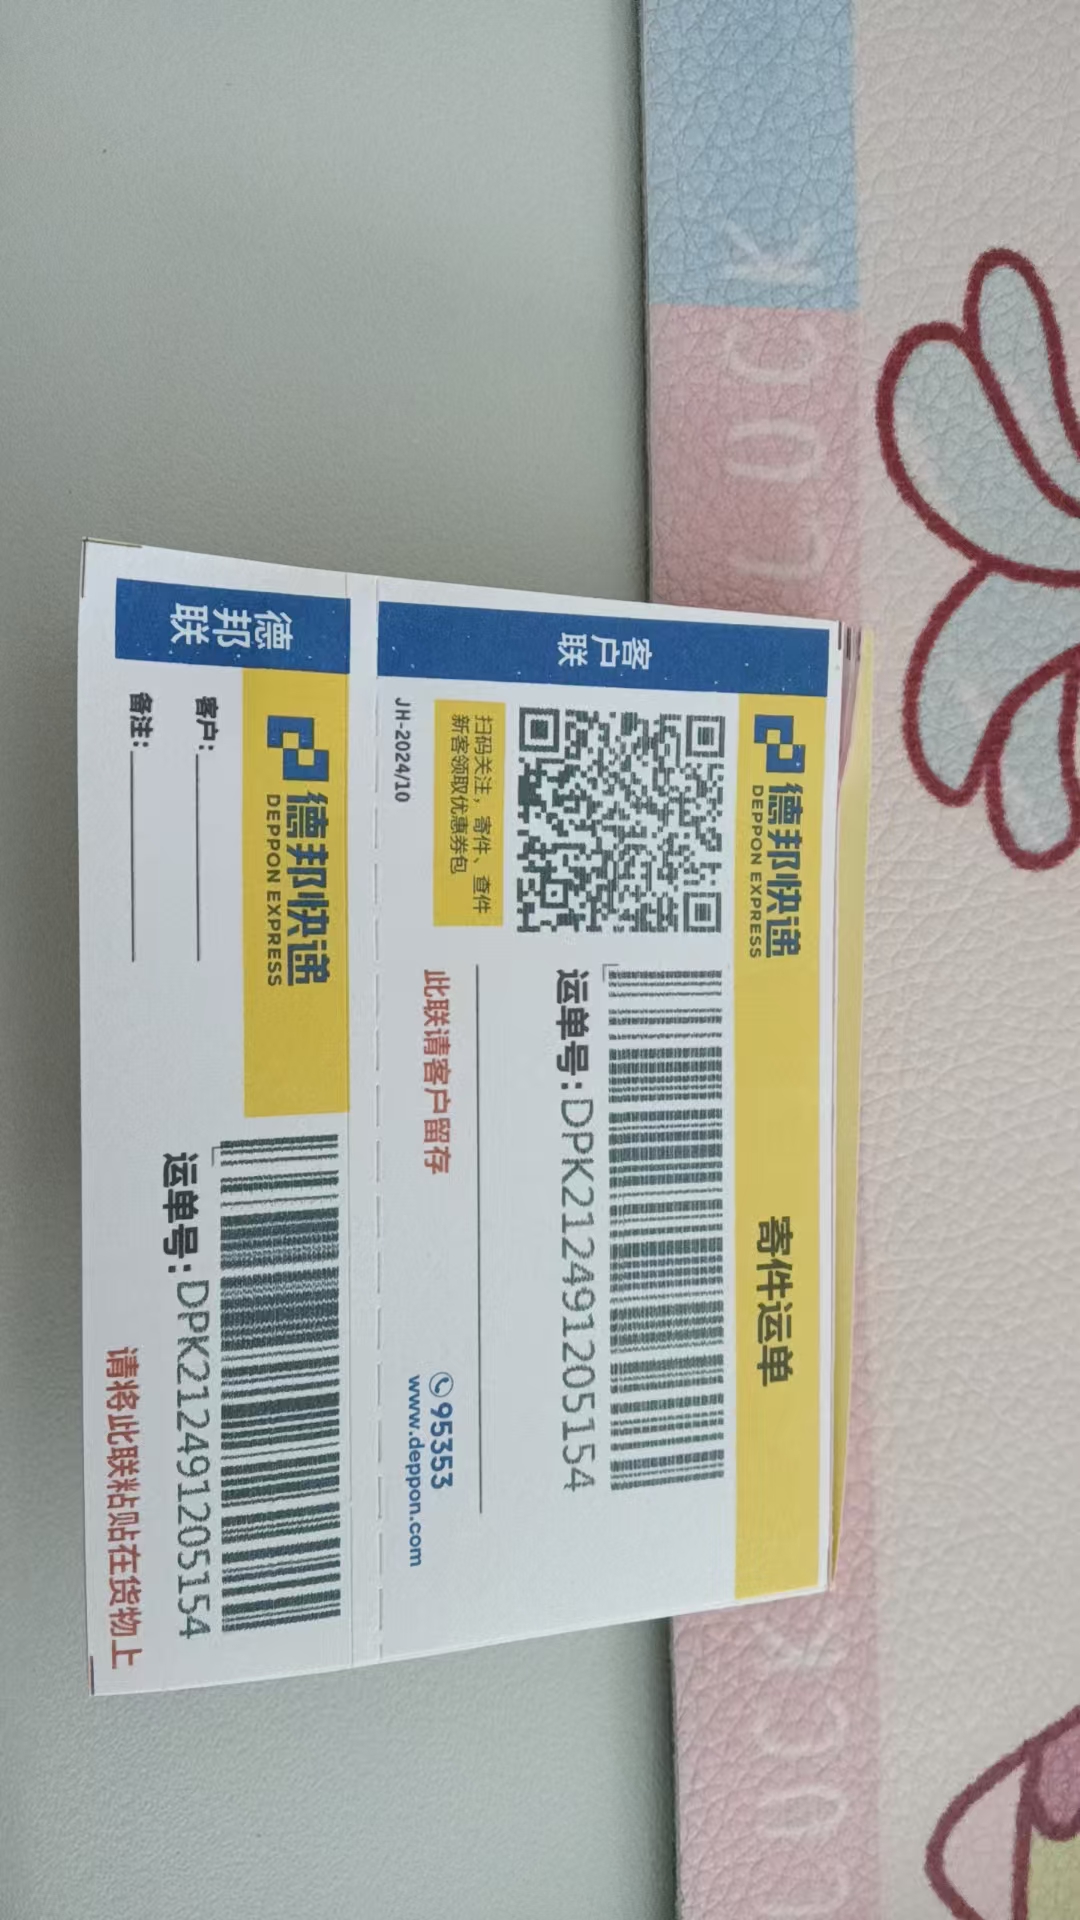 客户联
德邦快递
DEPPON EXPRESS
寄件运单
运单号:DPK212491205154
扫码关注，寄件、查件
新客领取优惠券包
此联请客户留存
95353
www.deppon.com
JH-2024/10
德邦联
德邦快递
DEPPON EXPRESS
运单号:DPK212491205154
客户:
备注:
请将此联粘贴在货物上
LOCK
LUCK